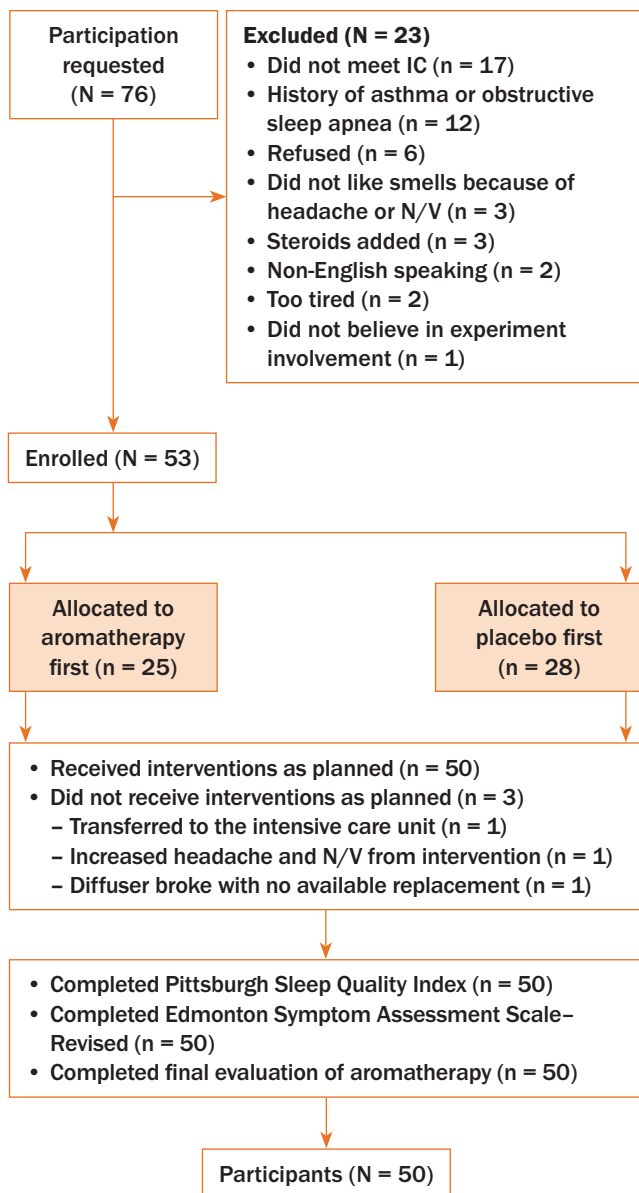 Participation
requested
(N = 76)
Excluded (N = 23)
• Did not meet IC (n = 17)
• History of asthma or obstructive
sleep apnea (n = 12)
• Refused (n = 6)
• Did not like smells because of
headache or N/V (n = 3)
• Steroids added (n = 3)
• Non-English speaking (n = 2)
• Too tired (n = 2)
• Did not believe in experiment
involvement (n = 1)
Enrolled (N = 53)
Allocated to
aromatherapy
first (n = 25)
Allocated to
placebo first
(n = 28)
• Received interventions as planned (n = 50)
• Did not receive interventions as planned (n = 3)
– Transferred to the intensive care unit (n = 1)
– Increased headache and N/V from intervention (n = 1)
– Diffuser broke with no available replacement (n = 1)
• Completed Pittsburgh Sleep Quality Index (n = 50)
• Completed Edmonton Symptom Assessment Scale–
Revised (n = 50)
• Completed final evaluation of aromatherapy (n = 50)
Participants (N = 50)